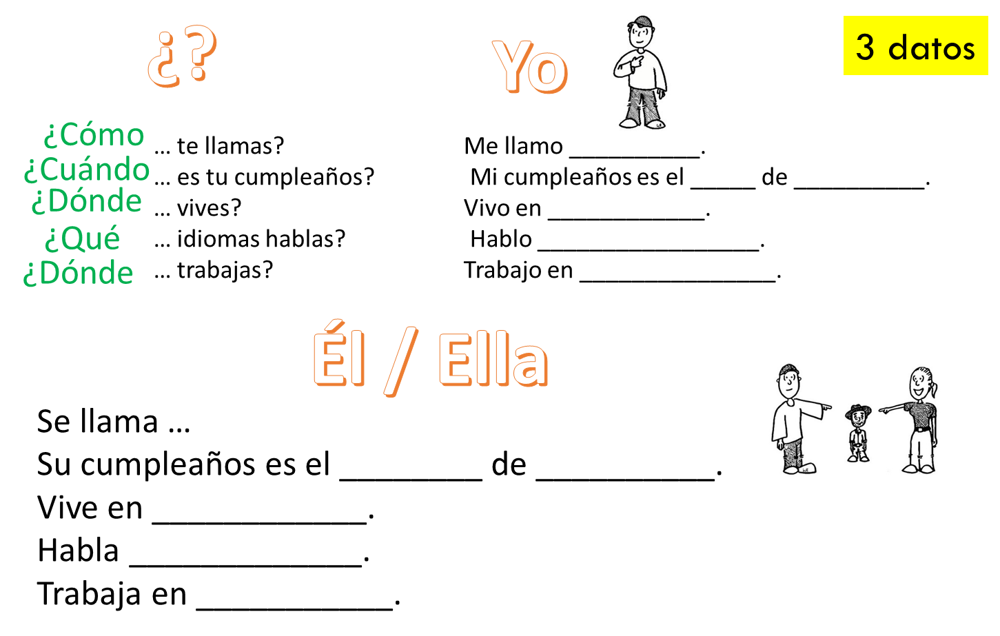 ¿?
Yo
3 datos
¿Cómo ... te llamas?
Me llamo __________.
¿Cuándo ... es tu cumpleaños?
Mi cumpleaños es el _____ de __________.
¿Dónde ... vives?
Vivo en ____________.
¿Qué ... idiomas hablas?
Hablo _________________.
¿Dónde ... trabajas?
Trabajo en _______________.
Él / Ella
Se llama ...
Su cumpleaños es el ________ de __________.
Vive en ____________.
Habla _____________.
Trabaja en ___________.